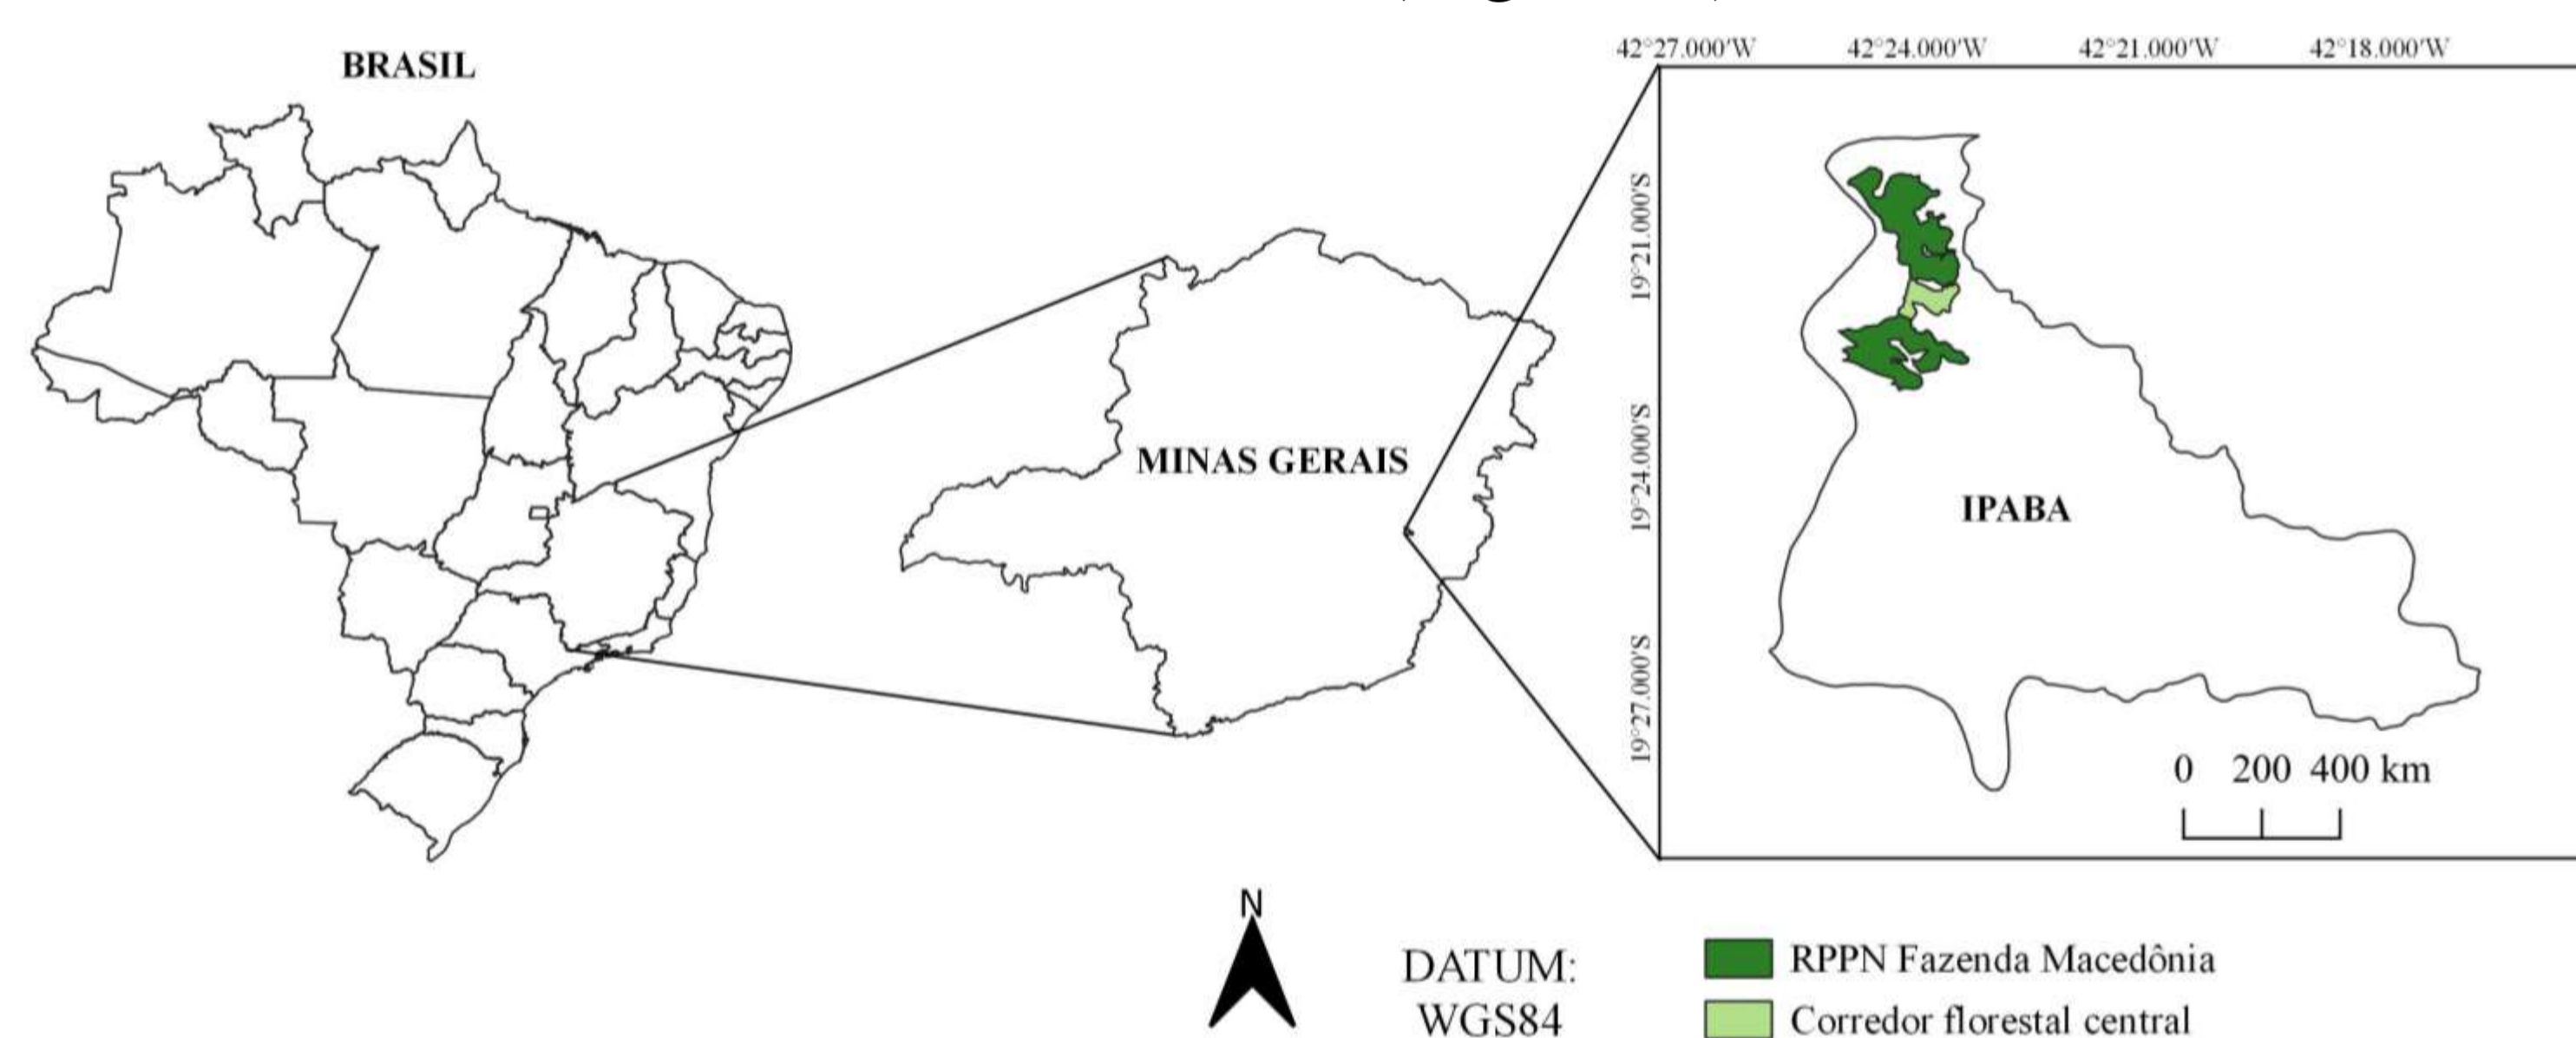 BRASIL
42°27.000'W 42°24.000'W 42°21.000'W 42°18.000'W
19°21.000'S
MINAS GERAIS
19°24.000'S
IPABA
19°27.000'S
0 200 400 km
N
DATUM:
WGS84
RPPN Fazenda Macedônia
Corredor florestal central